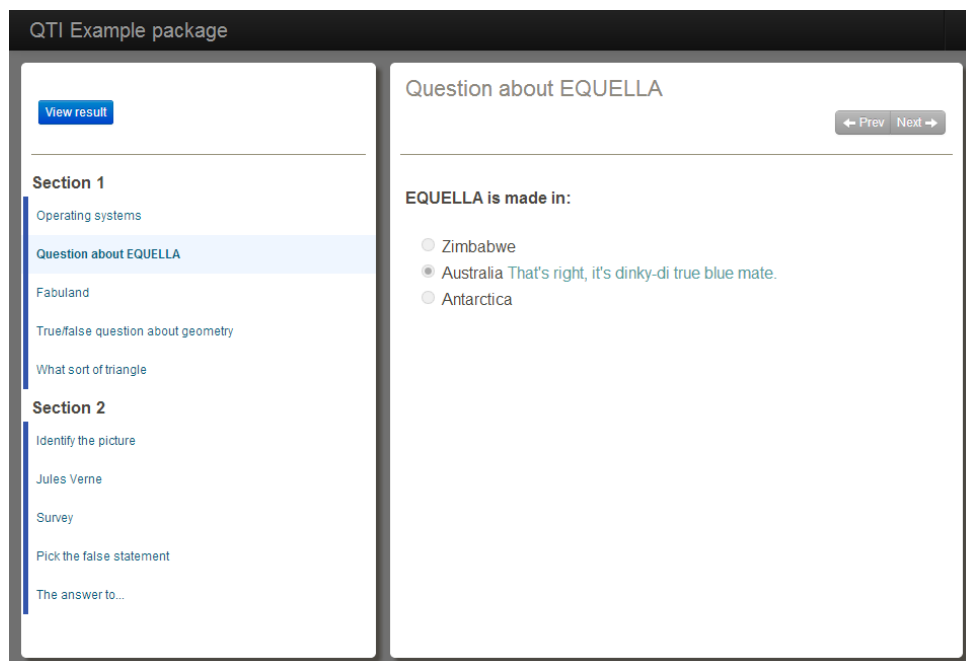 QTI Example package
View result
Section 1
Operating systems
Question about EQUELLA
Fabuland
True/false question about geometry
What sort of triangle
Section 2
Identify the picture
Jules Verne
Survey
Pick the false statement
The answer to...
Question about EQUELLA
← Prev Next →
EQUELLA is made in:
Zimbabwe
Australia That's right, it's dinky-di true blue mate.
Antarctica